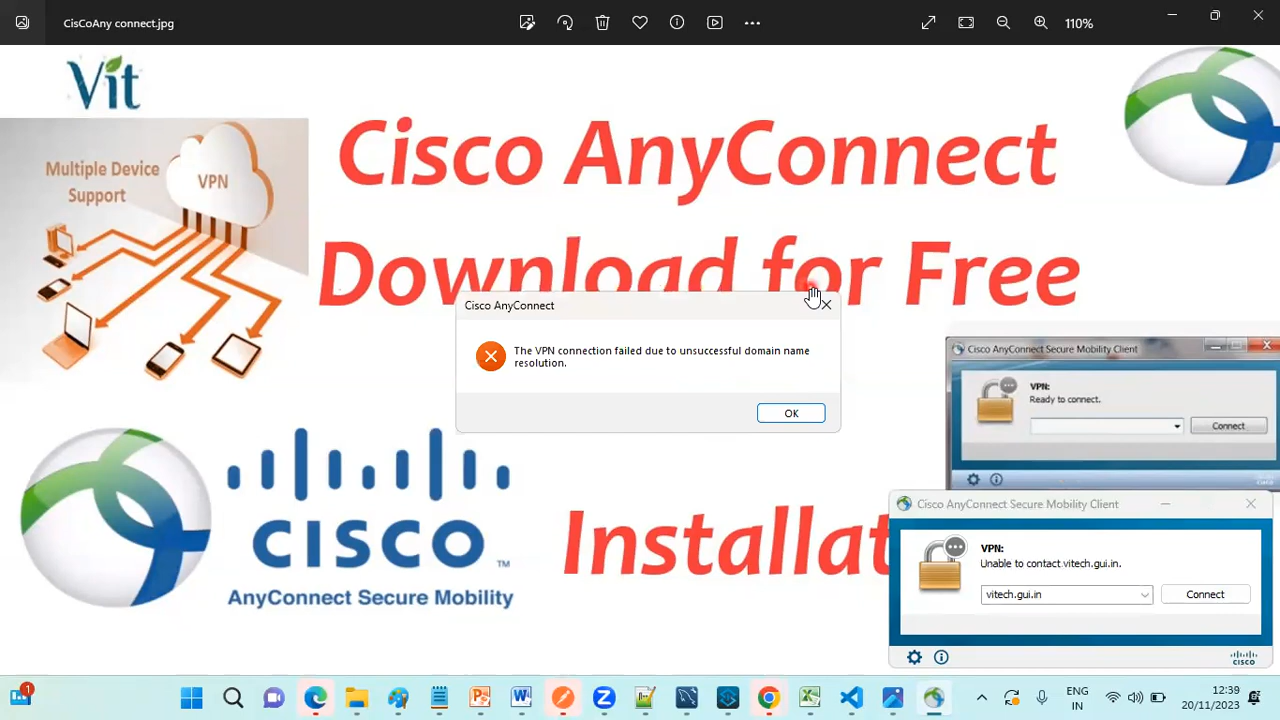 CisCoAny connect.jpg
110%
Vit
Cisco AnyConnect
Multiple Device
Support
VPN
Download for Free
Cisco AnyConnect
The VPN connection failed due to unsuccessful domain name
resolution.
OK
Cisco AnyConnect Secure Mobility Client
VPN:
Ready to connect.
Connect
CISCO
TM
AnyConnect Secure Mobility
Installat
Cisco AnyConnect Secure Mobility Client
VPN:
Unable to contact vitech.gui.in.
vitech.gui.in
Connect
CISCO
1
ENG
IN
12:39
20/11/2023